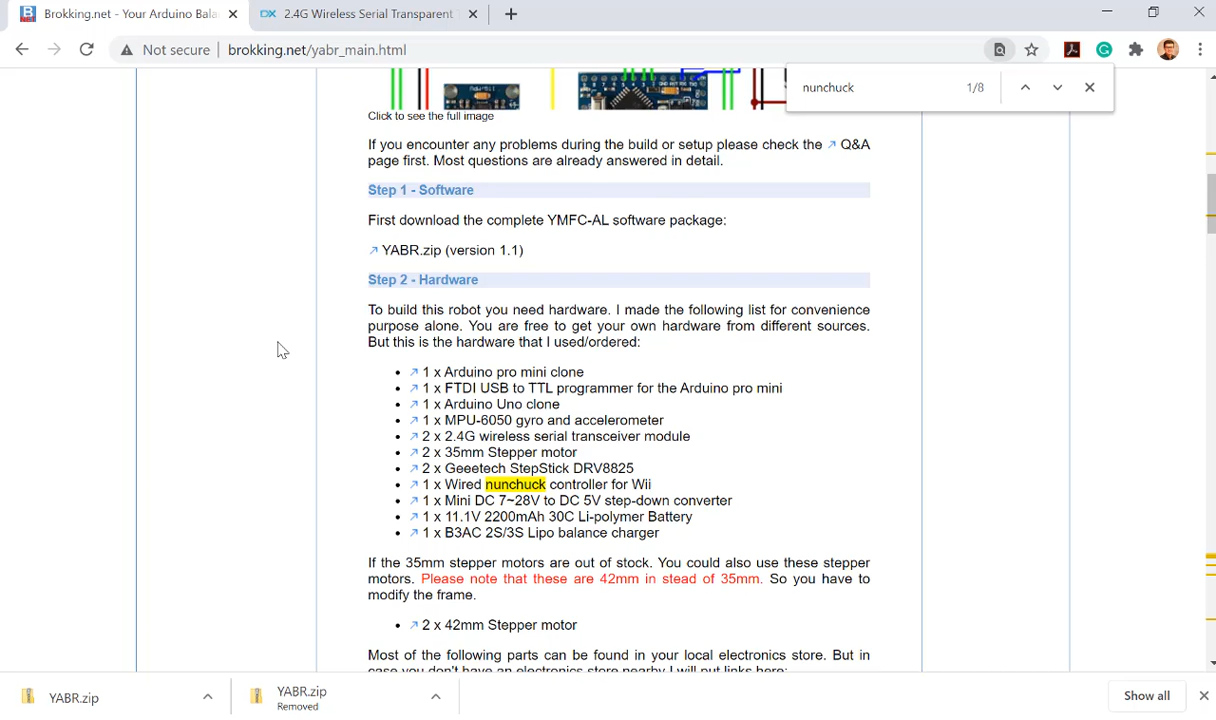 Brokking.net - Your Arduino Bala
2.4G Wireless Serial Transparent
Not secure
brokking.net/yabr_main.html
nunchuck
1/8
Click to see the full image
If you encounter any problems during the build or setup please check the Q&A
page first. Most questions are already answered in detail.
Step 1 - Software
First download the complete YMFC-AL software package:
YABR.zip (version 1.1)
Step 2 - Hardware
To build this robot you need hardware. I made the following list for convenience
purpose alone. You are free to get your own hardware from different sources.
But this is the hardware that I used/ordered:
1 x Arduino pro mini clone
1 x FTDI USB to TTL programmer for the Arduino pro mini
1 x Arduino Uno clone
1 x MPU-6050 gyro and accelerometer
2 x 2.4G wireless serial transceiver module
2 x 35mm Stepper motor
2 x Geeetech StepStick DRV8825
1 x Wired nunchuck controller for Wii
1 x Mini DC 7~28V to DC 5V step-down converter
1 x 11.1V 2200mAh 30C Li-polymer Battery
1 x B3AC 2S/3S Lipo balance charger
If the 35mm stepper motors are out of stock. You could also use these stepper
motors. Please note that these are 42mm in stead of 35mm. So you have to
modify the frame.
2 x 42mm Stepper motor
Most of the following parts can be found in your local electronics store. But in
case you don't have an electronics store nearby I will put links here:
YABR.zip
YABR.zip
Removed
Show all